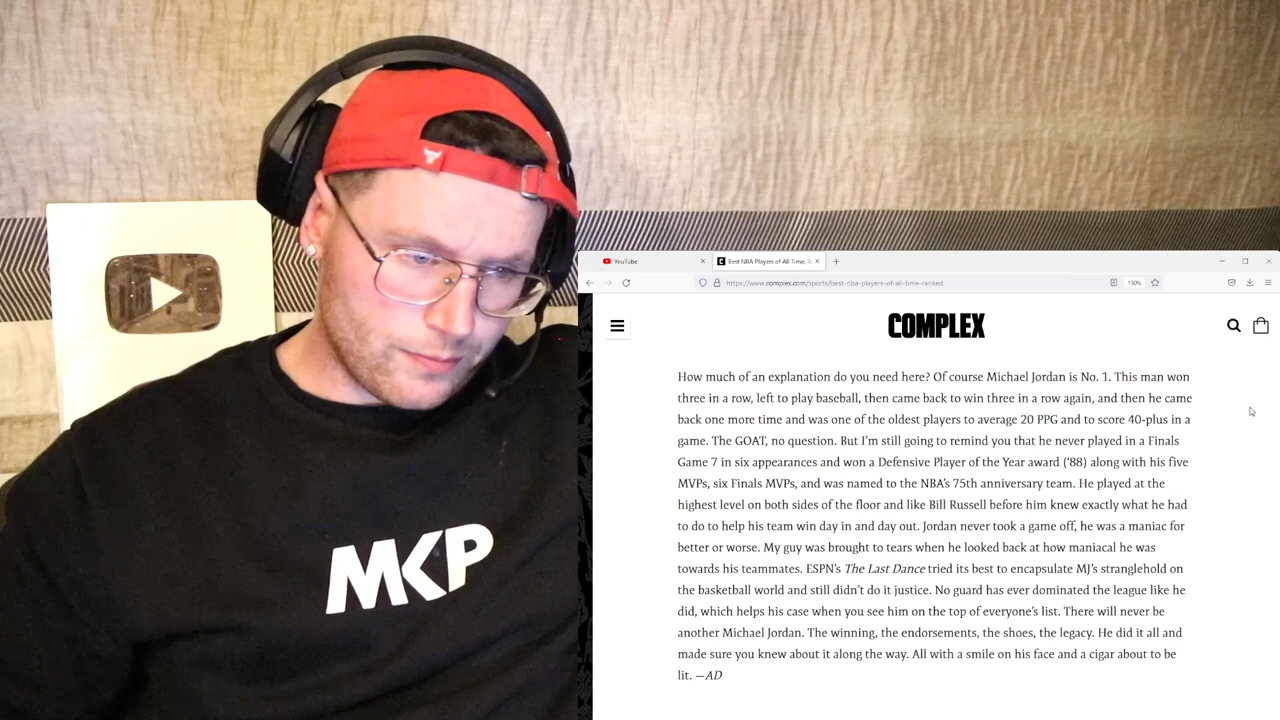 MKP
YouTube
Best NBA Players of All Time: To
https://www.complex.com/sports/best-nba-players-of-all-time-ranked
150%
COMPLEX
How much of an explanation do you need here? Of course Michael Jordan is No. 1. This man won
three in a row, left to play baseball, then came back to win three in a row again, and then he came
back one more time and was one of the oldest players to average 20 PPG and to score 40-plus in a
game. The GOAT, no question. But I’m still going to remind you that he never played in a Finals
Game 7 in six appearances and won a Defensive Player of the Year award (‘88) along with his five
MVPs, six Finals MVPs, and was named to the NBA’s 75th anniversary team. He played at the
highest level on both sides of the floor and like Bill Russell before him knew exactly what he had
to do to help his team win day in and day out. Jordan never took a game off, he was a maniac for
better or worse. My guy was brought to tears when he looked back at how maniacal he was
towards his teammates. ESPN’s The Last Dance tried its best to encapsulate MJ’s stranglehold on
the basketball world and still didn’t do it justice. No guard has ever dominated the league like he
did, which helps his case when you see him on the top of everyone’s list. There will never be
another Michael Jordan. The winning, the endorsements, the shoes, the legacy. He did it all and
made sure you knew about it along the way. All with a smile on his face and a cigar about to be
lit. —AD